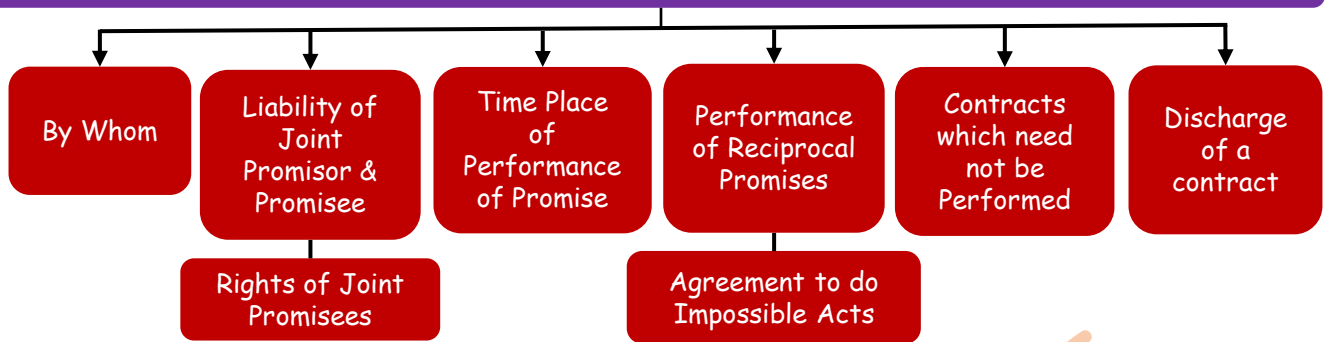 By Whom
Liability of
Joint
Promisor &
Promisee
Time Place
of
Performance
of Promise
Performance
of Reciprocal
Promises
Contracts
which need
not be
Performed
Discharge
of a
contract
Rights of Joint
Promisees
Agreement to do
Impossible Acts